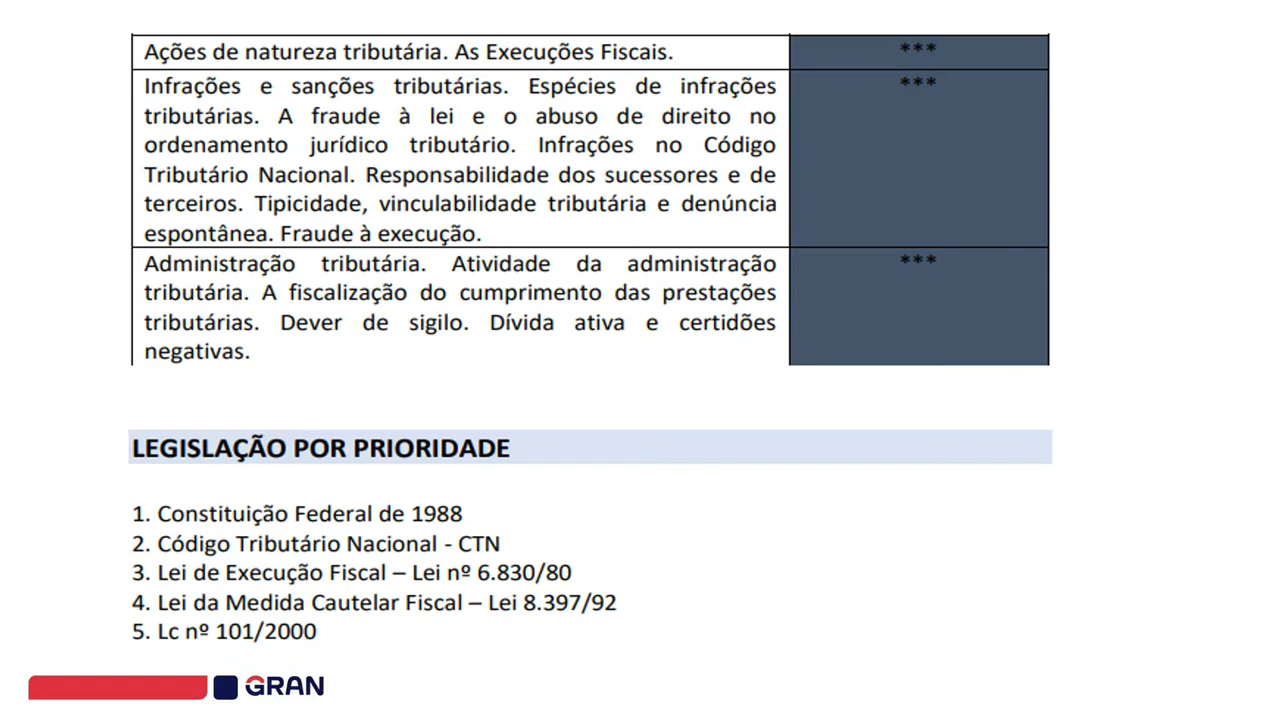 Ações de natureza tributária. As Execuções Fiscais.
***
Infrações e sanções tributárias. Espécies de infrações
tributárias. A fraude à lei e o abuso de direito no
ordenamento jurídico tributário. Infrações no Código
Tributário Nacional. Responsabilidade dos sucessores e de
terceiros. Tipicidade, vinculabilidade tributária e denúncia
espontânea. Fraude à execução.
***
Administração tributária. Atividade da administração
tributária. A fiscalização do cumprimento das prestações
tributárias. Dever de sigilo. Dívida ativa e certidões
negativas.
***
LEGISLAÇÃO POR PRIORIDADE
1. Constituição Federal de 1988
2. Código Tributário Nacional - CTN
3. Lei de Execução Fiscal – Lei nº 6.830/80
4. Lei da Medida Cautelar Fiscal – Lei 8.397/92
5. Lc nº 101/2000
GRAN